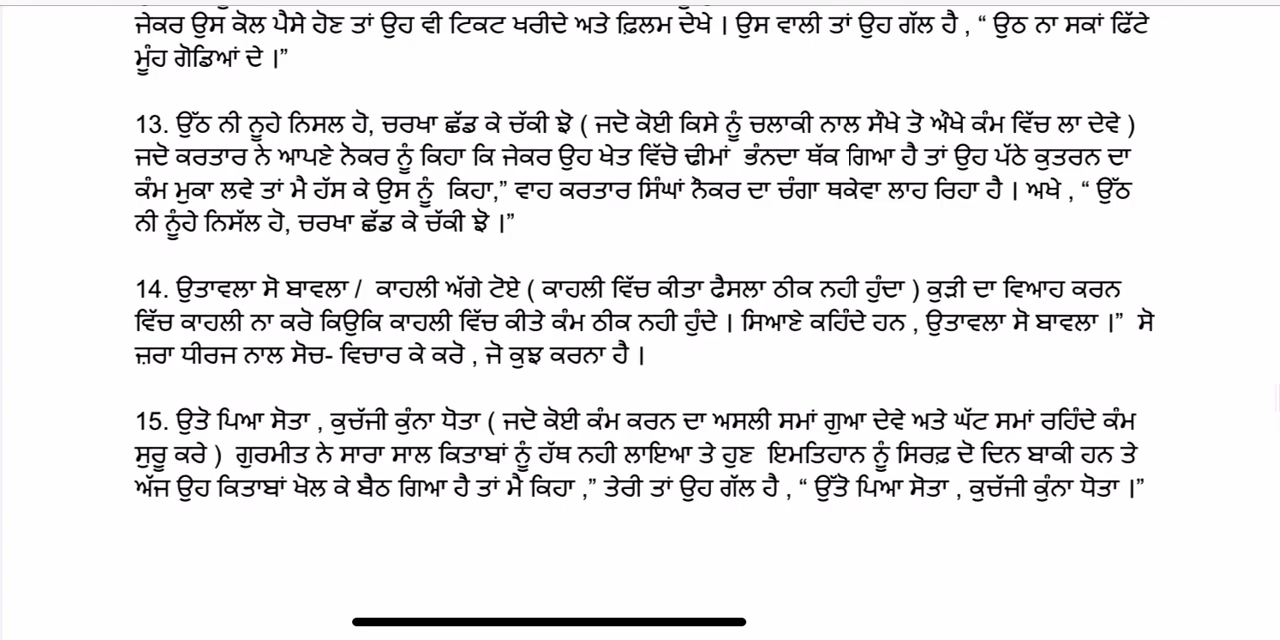 ਜੇਕਰ ਉਸ ਕੋਲ ਪੈਸੇ ਹੋਣ ਤਾਂ ਉਹ ਵੀ ਟਿਕਟ ਖਰੀਦੇ ਅਤੇ ਫ਼ਿਲਮ ਦੇਖੇ । ਉਸ ਵਾਲੀ ਤਾਂ ਉਹ ਗੱਲ ਹੈ , “ ਉਠ ਨਾ ਸਕਾਂ ਫਿੱਟੇ
ਮੂੰਹ ਗੋਡਿਆਂ ਦੇ ।”
13. ਉੱਠ ਨੀ ਨੂਹੇ ਨਿਸਲ ਹੋ, ਚਰਖਾ ਛੱਡ ਕੇ ਚੱਕੀ ਝੋ ( ਜਦੋ ਕੋਈ ਕਿਸੇ ਨੂੰ ਚਲਾਕੀ ਨਾਲ ਸੌਖੇ ਤੋ ਔਖੇ ਕੰਮ ਵਿੱਚ ਲਾ ਦੇਵੇ )
ਜਦੋ ਕਰਤਾਰ ਨੇ ਆਪਣੇ ਨੋਕਰ ਨੂੰ ਕਿਹਾ ਕਿ ਜੇਕਰ ਉਹ ਖੇਤ ਵਿੱਚੋ ਢੀਮਾਂ ਭੰਨਦਾ ਥੱਕ ਗਿਆ ਹੈ ਤਾਂ ਉਹ ਪੱਠੇ ਕੁਤਰਨ ਦਾ
ਕੰਮ ਮੁਕਾ ਲਵੇ ਤਾਂ ਮੈ ਹੱਸ ਕੇ ਉਸ ਨੂੰ ਕਿਹਾ,” ਵਾਹ ਕਰਤਾਰ ਸਿੰਘਾਂ ਨੌਕਰ ਦਾ ਚੰਗਾ ਥਕੇਵਾ ਲਾਹ ਰਿਹਾ ਹੈ । ਅਖੇ , “ ਉੱਠ
ਨੀ ਨੂੰਹੇ ਨਿਸੱਲ ਹੋ, ਚਰਖਾ ਛੱਡ ਕੇ ਚੱਕੀ ਝੋ ।”
14. ਉਤਾਵਲਾ ਸੋ ਬਾਵਲਾ / ਕਾਹਲੀ ਅੱਗੇ ਟੋਏ ( ਕਾਹਲੀ ਵਿੱਚ ਕੀਤਾ ਫੈਸਲਾ ਠੀਕ ਨਹੀ ਹੁੰਦਾ ) ਕੁੜੀ ਦਾ ਵਿਆਹ ਕਰਨ
ਵਿੱਚ ਕਾਹਲੀ ਨਾ ਕਰੋ ਕਿਉਕਿ ਕਾਹਲੀ ਵਿੱਚ ਕੀਤੇ ਕੰਮ ਠੀਕ ਨਹੀ ਹੁੰਦੇ । ਸਿਆਣੇ ਕਹਿੰਦੇ ਹਨ , ਉਤਾਵਲਾ ਸੋ ਬਾਵਲਾ ।” ਸੋ
ਜ਼ਰਾ ਧੀਰਜ ਨਾਲ ਸੋਚ- ਵਿਚਾਰ ਕੇ ਕਰੋ , ਜੋ ਕੁਝ ਕਰਨਾ ਹੈ ।
15. ਉਤੋ ਪਿਆ ਸੋਤਾ , ਕੁਚੱਜੀ ਕੁੰਨਾ ਧੋਤਾ ( ਜਦੋ ਕੋਈ ਕੰਮ ਕਰਨ ਦਾ ਅਸਲੀ ਸਮਾਂ ਗੁਆ ਦੇਵੇ ਅਤੇ ਘੱਟ ਸਮਾਂ ਰਹਿੰਦੇ ਕੰਮ
ਸੁਰੂ ਕਰੇ ) ਗੁਰਮੀਤ ਨੇ ਸਾਰਾ ਸਾਲ ਕਿਤਾਬਾਂ ਨੂੰ ਹੱਥ ਨਹੀ ਲਾਇਆ ਤੇ ਹੁਣ ਇਮਤਿਹਾਨ ਨੂੰ ਸਿਰਫ਼ ਦੋ ਦਿਨ ਬਾਕੀ ਹਨ ਤੇ
ਅੱਜ ਉਹ ਕਿਤਾਬਾਂ ਖੋਲ ਕੇ ਬੈਠ ਗਿਆ ਹੈ ਤਾਂ ਮੈ ਕਿਹਾ ,” ਤੇਰੀ ਤਾਂ ਉਹ ਗੱਲ ਹੈ , “ ਉੱਤੋ ਪਿਆ ਸੋਤਾ , ਕੁਚੱਜੀ ਕੁੰਨਾ ਧੋਤਾ ।”